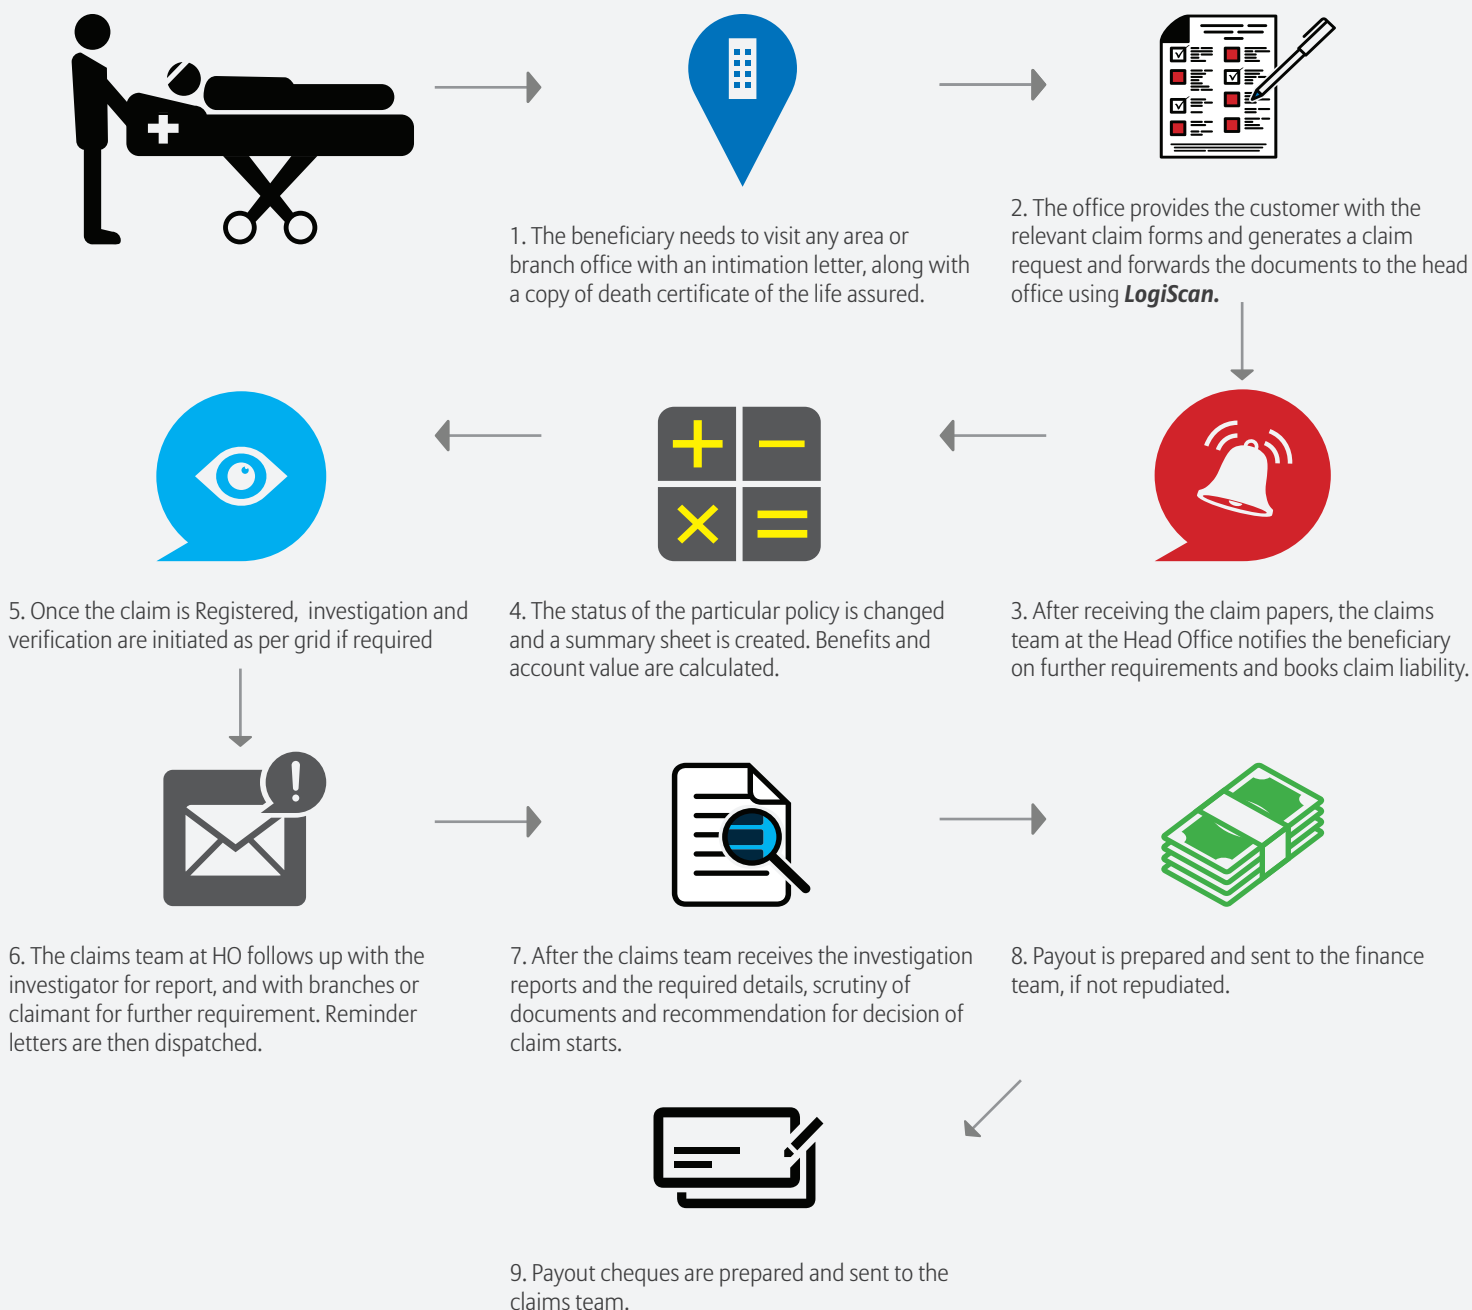 1. The beneficiary needs to visit any area or
branch office with an intimation letter, along with
a copy of death certificate of the life assured.
2. The office provides the customer with the
relevant claim forms and generates a claim
request and forwards the documents to the head
office using LogiScan.
3. After receiving the claim papers, the claims
team at the Head Office notifies the beneficiary
on further requirements and books claim liability.
4. The status of the particular policy is changed
and a summary sheet is created. Benefits and
account value are calculated.
5. Once the claim is Registered, investigation and
verification are initiated as per grid if required
6. The claims team at HO follows up with the
investigator for report, and with branches or
claimant for further requirement. Reminder
letters are then dispatched.
7. After the claims team receives the investigation
reports and the required details, scrutiny of
documents and recommendation for decision of
claim starts.
8. Payout is prepared and sent to the finance
team, if not repudiated.
9. Payout cheques are prepared and sent to the
claims team.